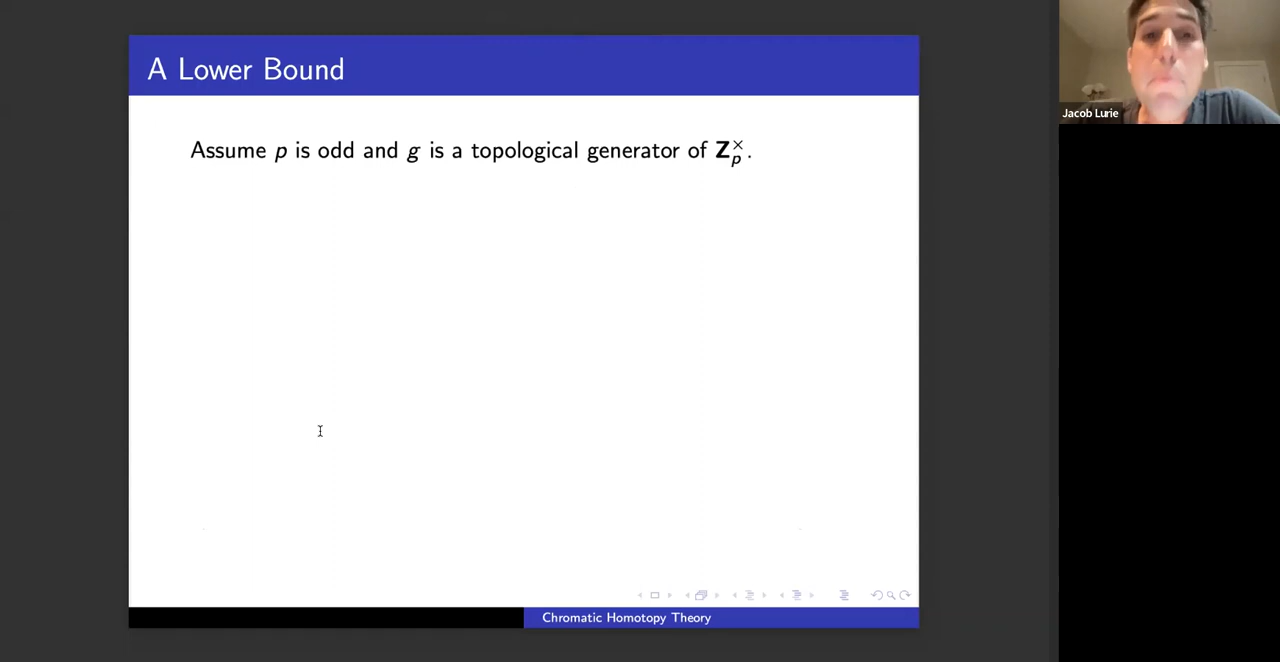 A Lower Bound
Assume p is odd and g is a topological generator of Z_p^×.
Chromatic Homotopy Theory
Jacob Lurie